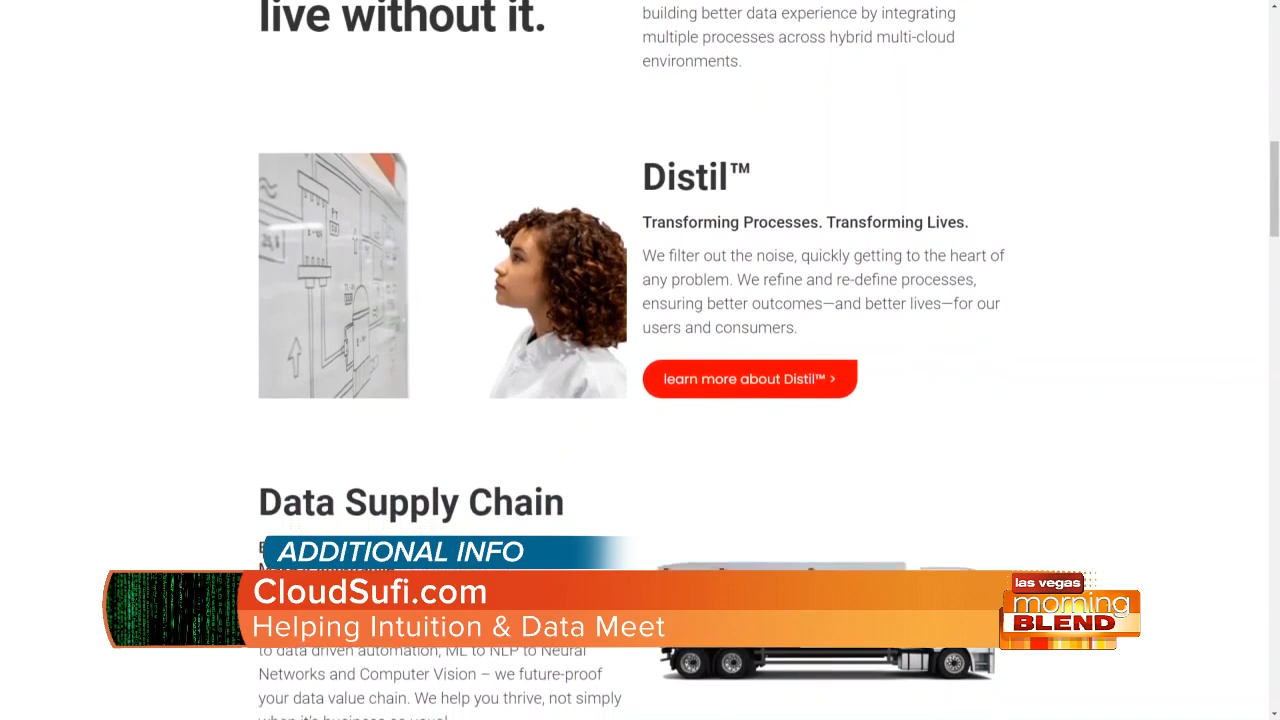 live without it.
building better data experience by integrating
multiple processes across hybrid multi-cloud
environments.
Distil™
Transforming Processes. Transforming Lives.
We filter out the noise, quickly getting to the heart of
any problem. We refine and re-define processes,
ensuring better outcomes—and better lives—for our
users and consumers.
learn more about Distil™ >
Data Supply Chain
ADDITIONAL INFO
CloudSufi.com
Helping Intuition & Data Meet
las vegas
morning
BLEND
to data driven automation, ML to NLP to Neural
Networks and Computer Vision – we future-proof
your data value chain. We help you thrive, not simply